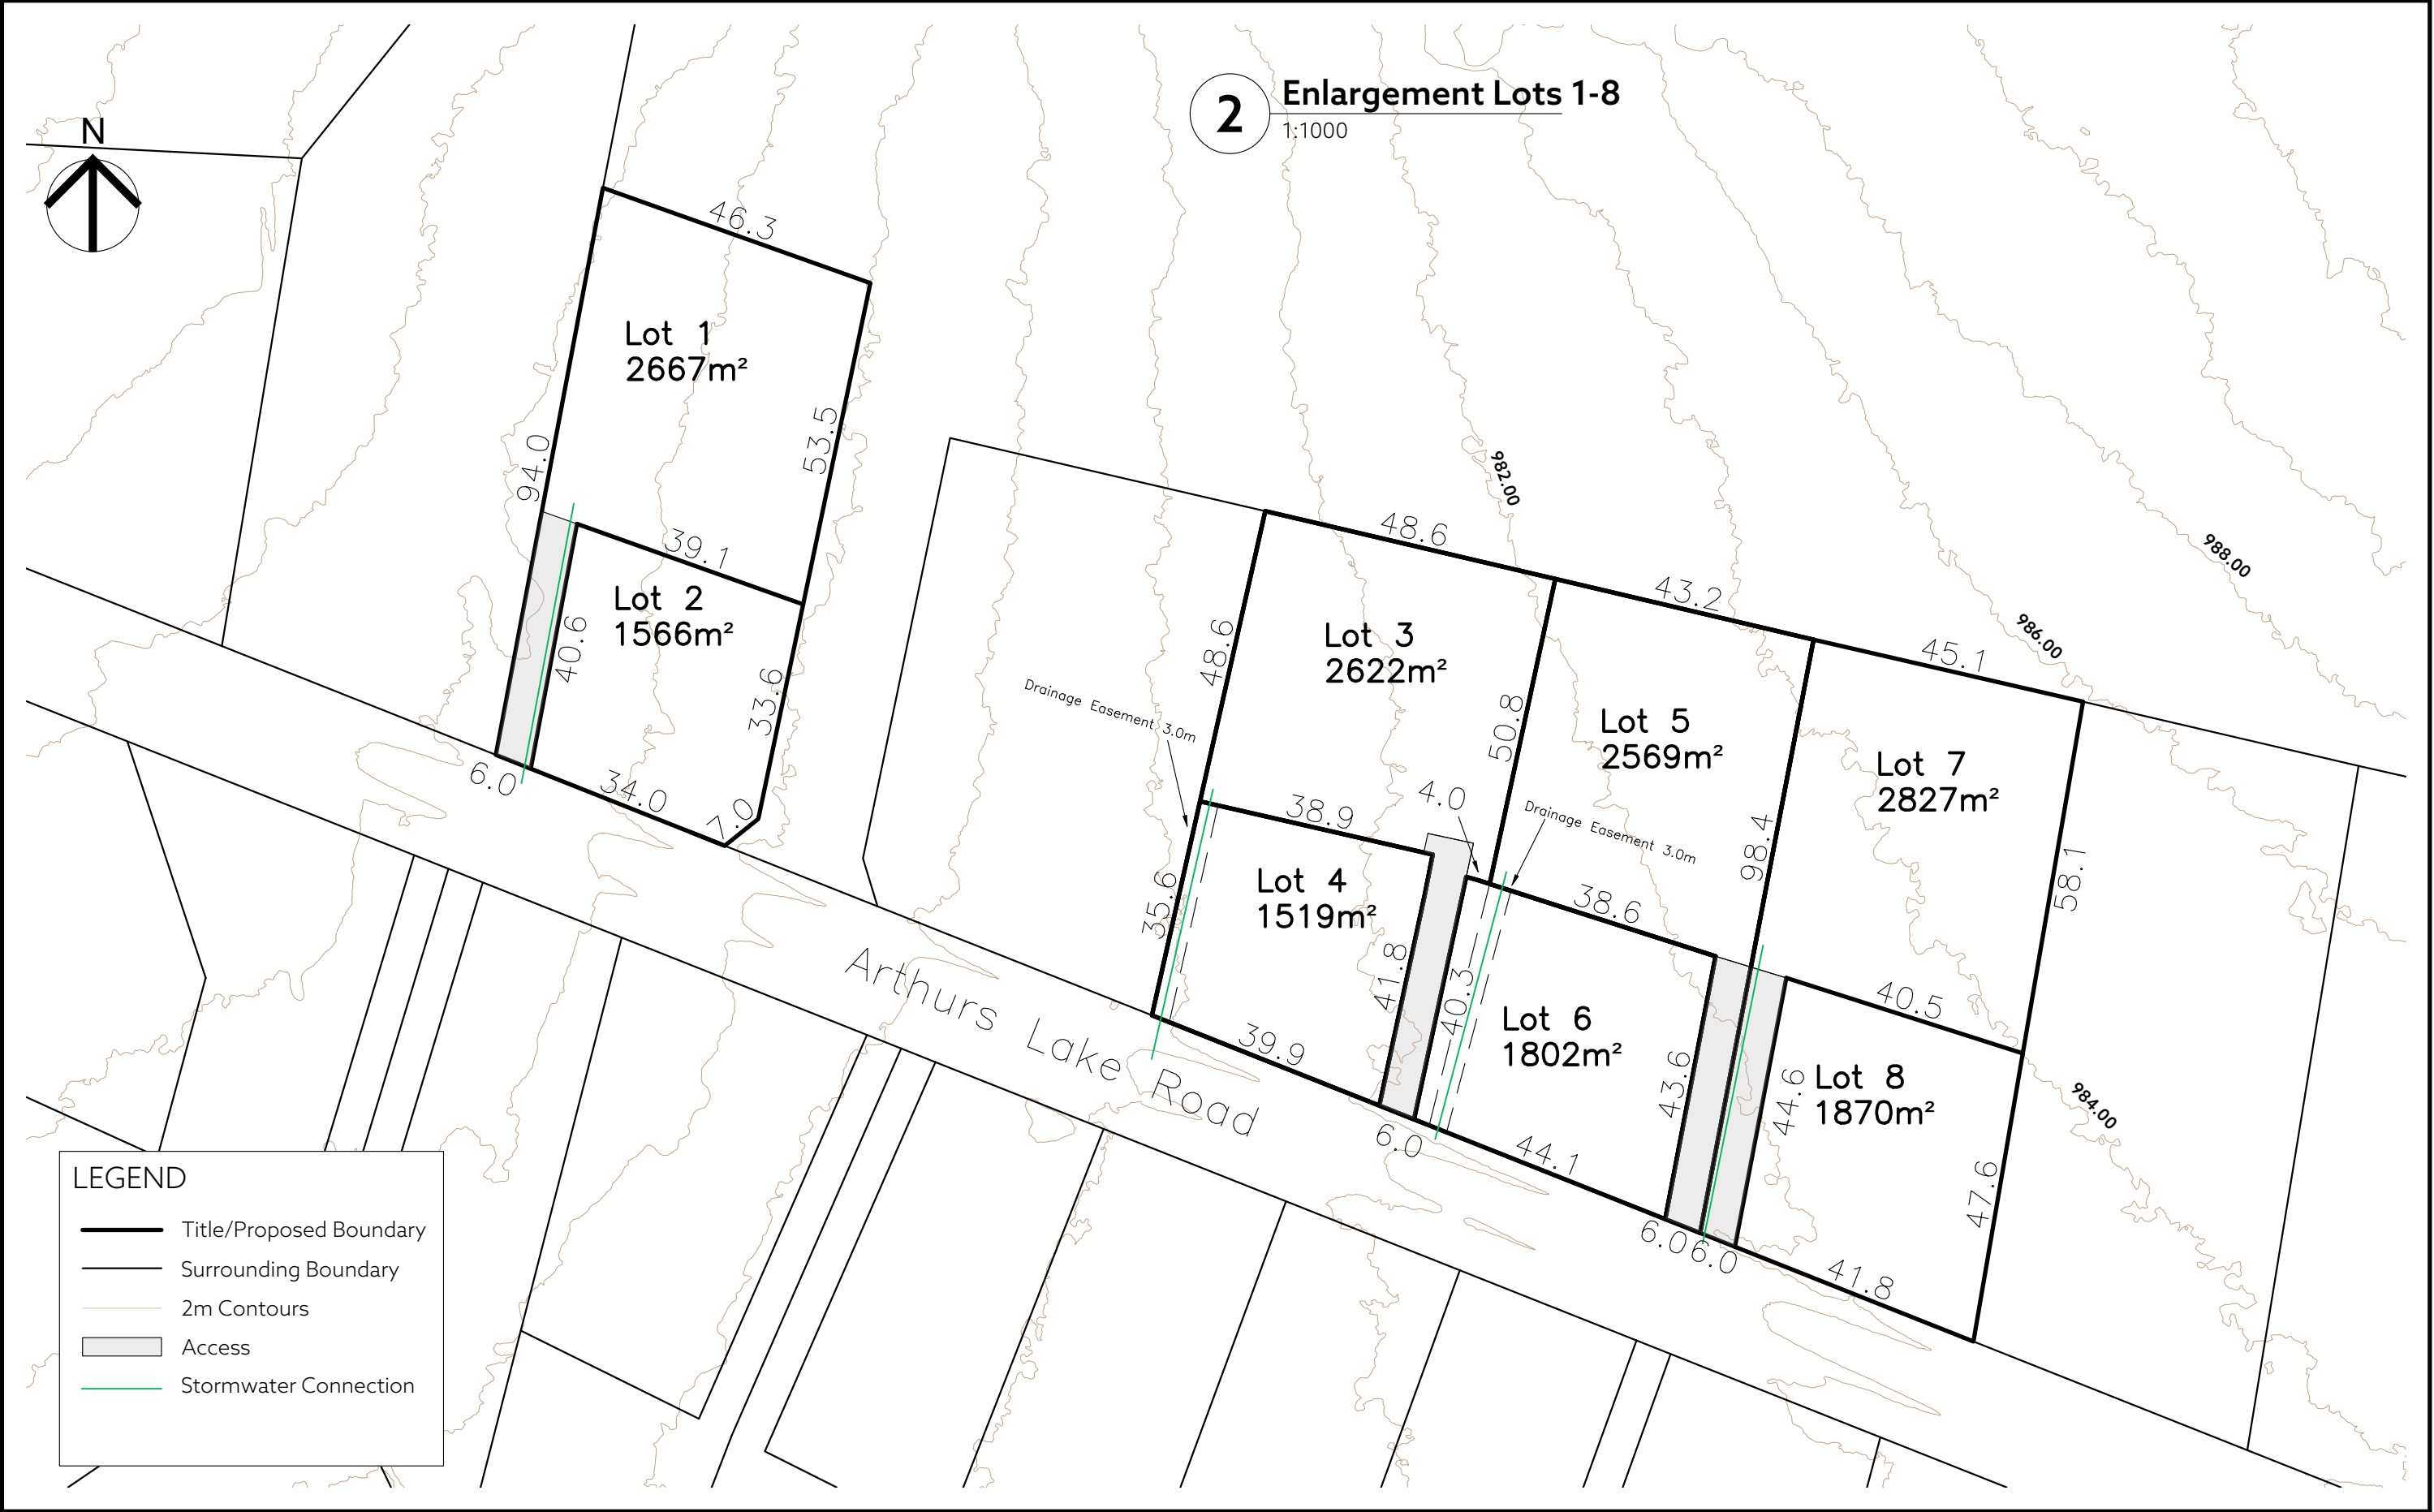 N
2
Enlargement Lots 1-8
1:1000
46.3
Lot 1
2667m²
94.0
53.5
39.1
Lot 2
1566m²
40.6
33.6
6.0
34.0
7.0
982.00
988.00
986.00
984.00
48.6
43.2
45.1
Lot 3
2622m²
48.6
Drainage Easement 3.0m
50.8
Lot 5
2569m²
Lot 7
2827m²
38.9
4.0
Drainage Easement 3.0m
98.4
58.1
Lot 4
1519m²
35.6
41.8
40.3
38.6
Lot 6
1802m²
40.5
Lot 8
1870m²
43.6
44.6
47.6
39.9
6.0
44.1
6.0
6.0
41.8
Arthurs Lake Road
LEGEND
Title/Proposed Boundary
Surrounding Boundary
2m Contours
Access
Stormwater Connection